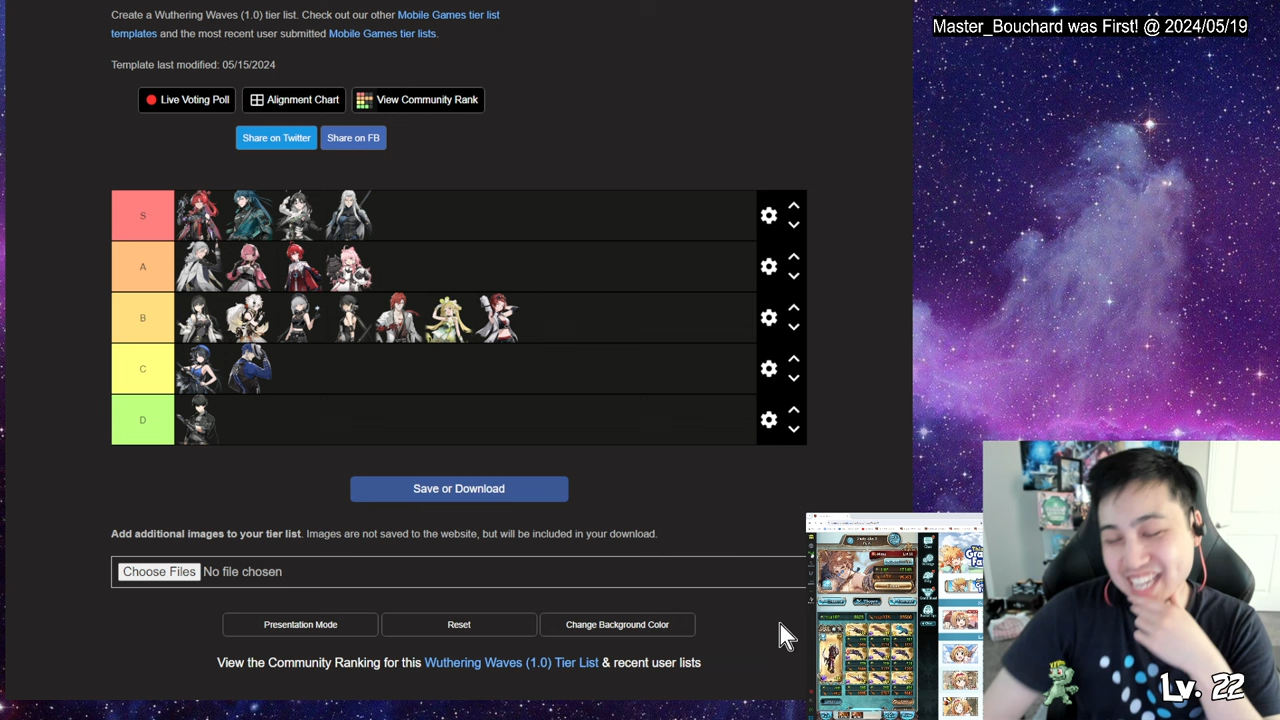 Create a Wuthering Waves (1.0) tier list. Check out our other Mobile Games tier list
templates and the most recent user submitted Mobile Games tier lists.
Master_Bouchard was First! @ 2024/05/19
Template last modified: 05/15/2024
Live Voting Poll
Alignment Chart
View Community Rank
Share on Twitter
Share on FB
S
A
B
C
D
Save or Download
Add additional images to your tier list. Images are not saved to the website, but will be included in your download.
Choose Files No file chosen
Presentation Mode
Reset
Change Background Color
View the Community Ranking for this Wuthering Waves (1.0) Tier List & other user lists
Lv. 22